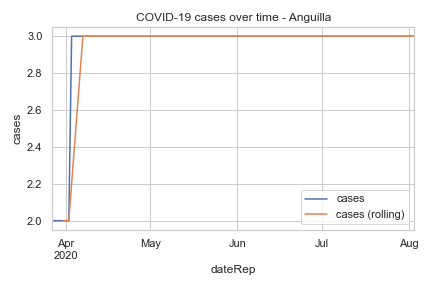 COVID-19 cases over time - Anguilla
cases
3.0
2.8
2.6
2.4
2.2
2.0
cases
cases (rolling)
Apr
2020
May
Jun
Jul
Aug
dateRep